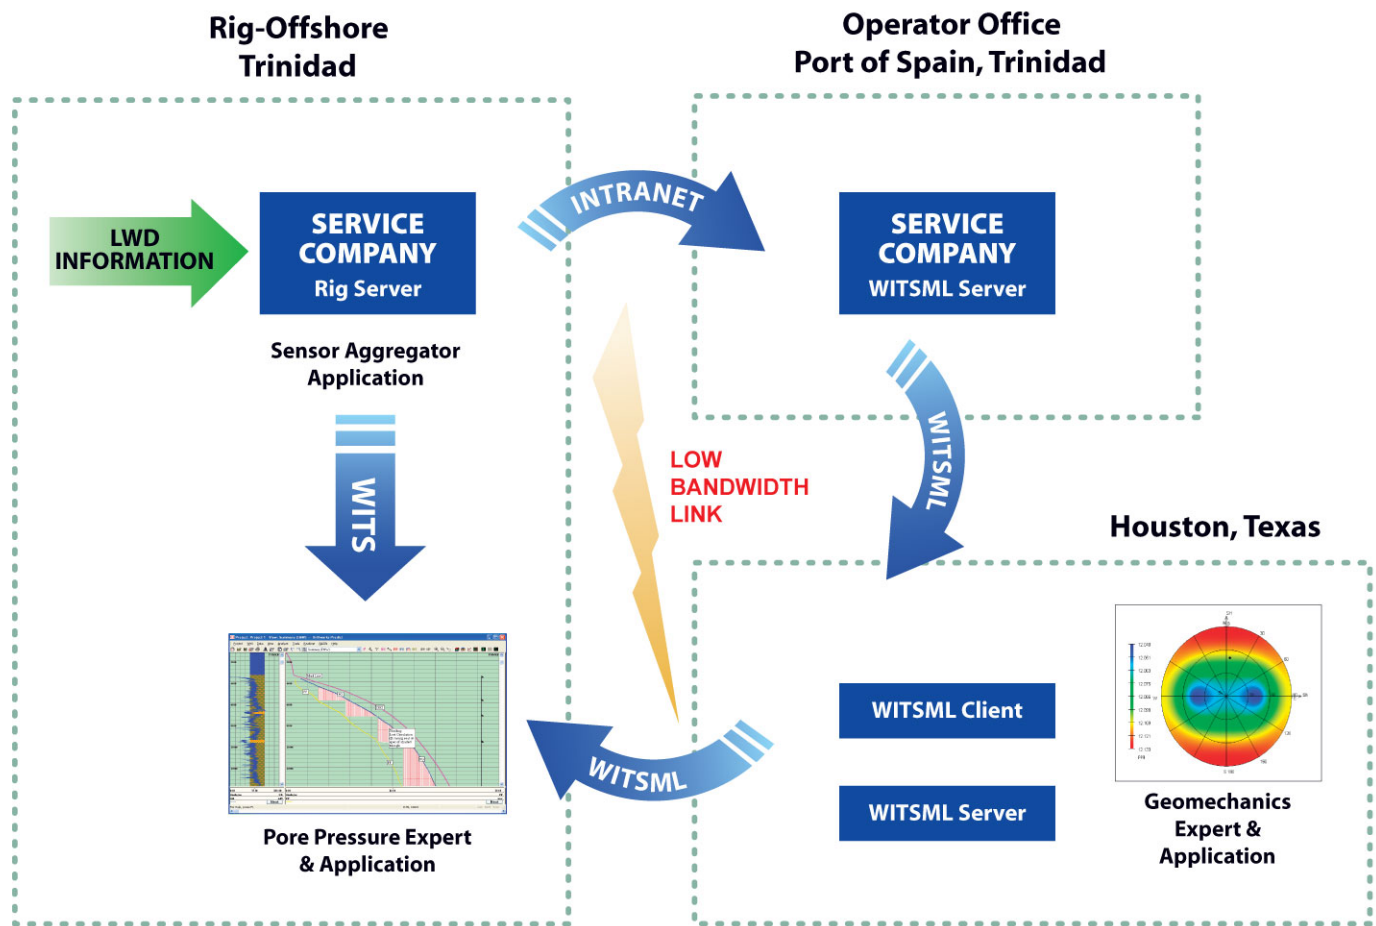 Rig-Offshore
Trinidad
Operator Office
Port of Spain, Trinidad
LWD
INFORMATION
SERVICE
COMPANY
Rig Server
INTRANET
SERVICE
COMPANY
WITSML Server
Sensor Aggregator
Application
WITS
LOW
BANDWIDTH
LINK
WITSML
Houston, Texas
WITSML Client
WITSML Server
WITSML
Pore Pressure Expert
& Application
Geomechanics
Expert &
Application